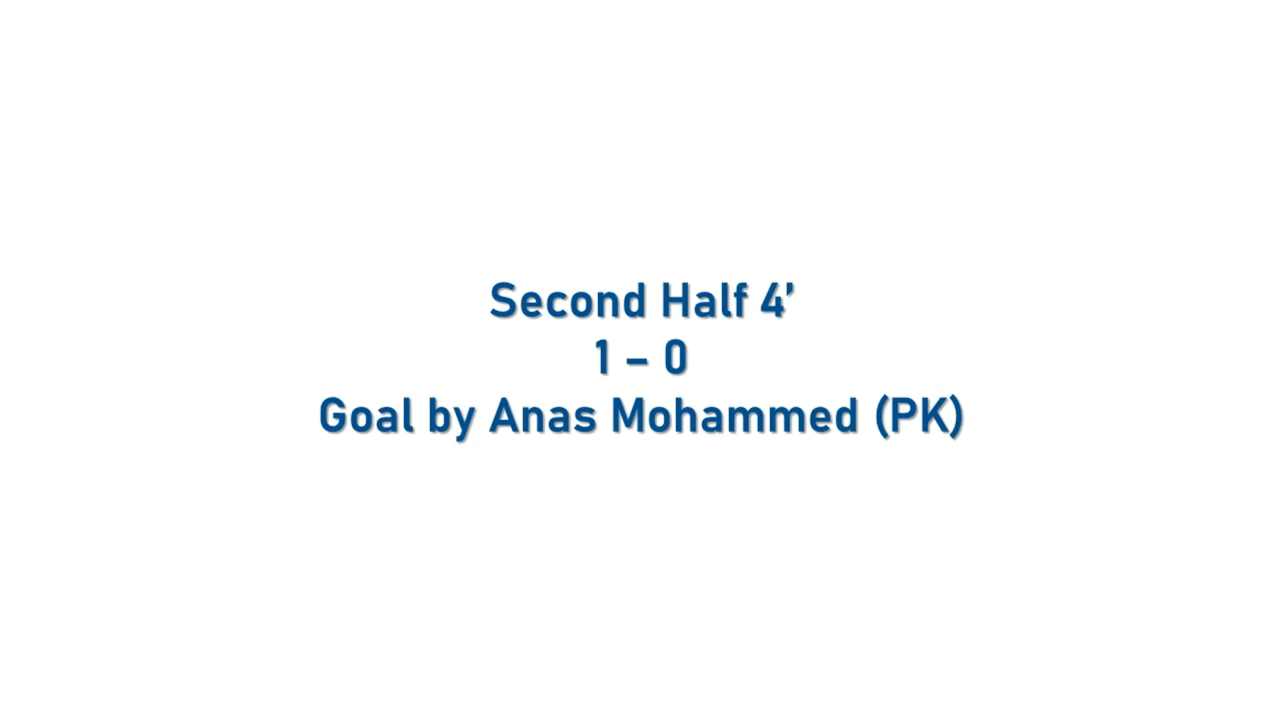 Second Half 4’
1 – 0
Goal by Anas Mohammed (PK)